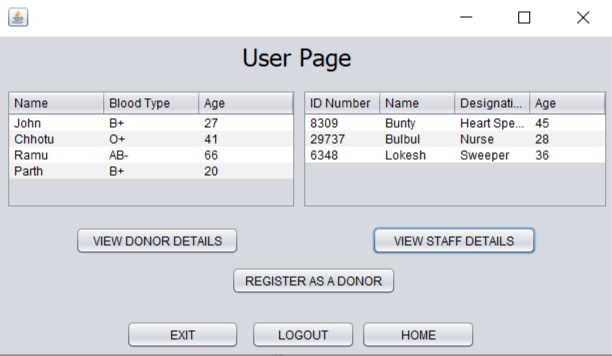 User Page
Name Blood Type Age
John B+ 27
Chhotu O+ 41
Ramu AB- 66
Parth B+ 20
ID Number Name Designati... Age
8309 Bunty Heart Spe... 45
29737 Bulbul Nurse 28
6348 Lokesh Sweeper 36
VIEW DONOR DETAILS
VIEW STAFF DETAILS
REGISTER AS A DONOR
EXIT
LOGOUT
HOME